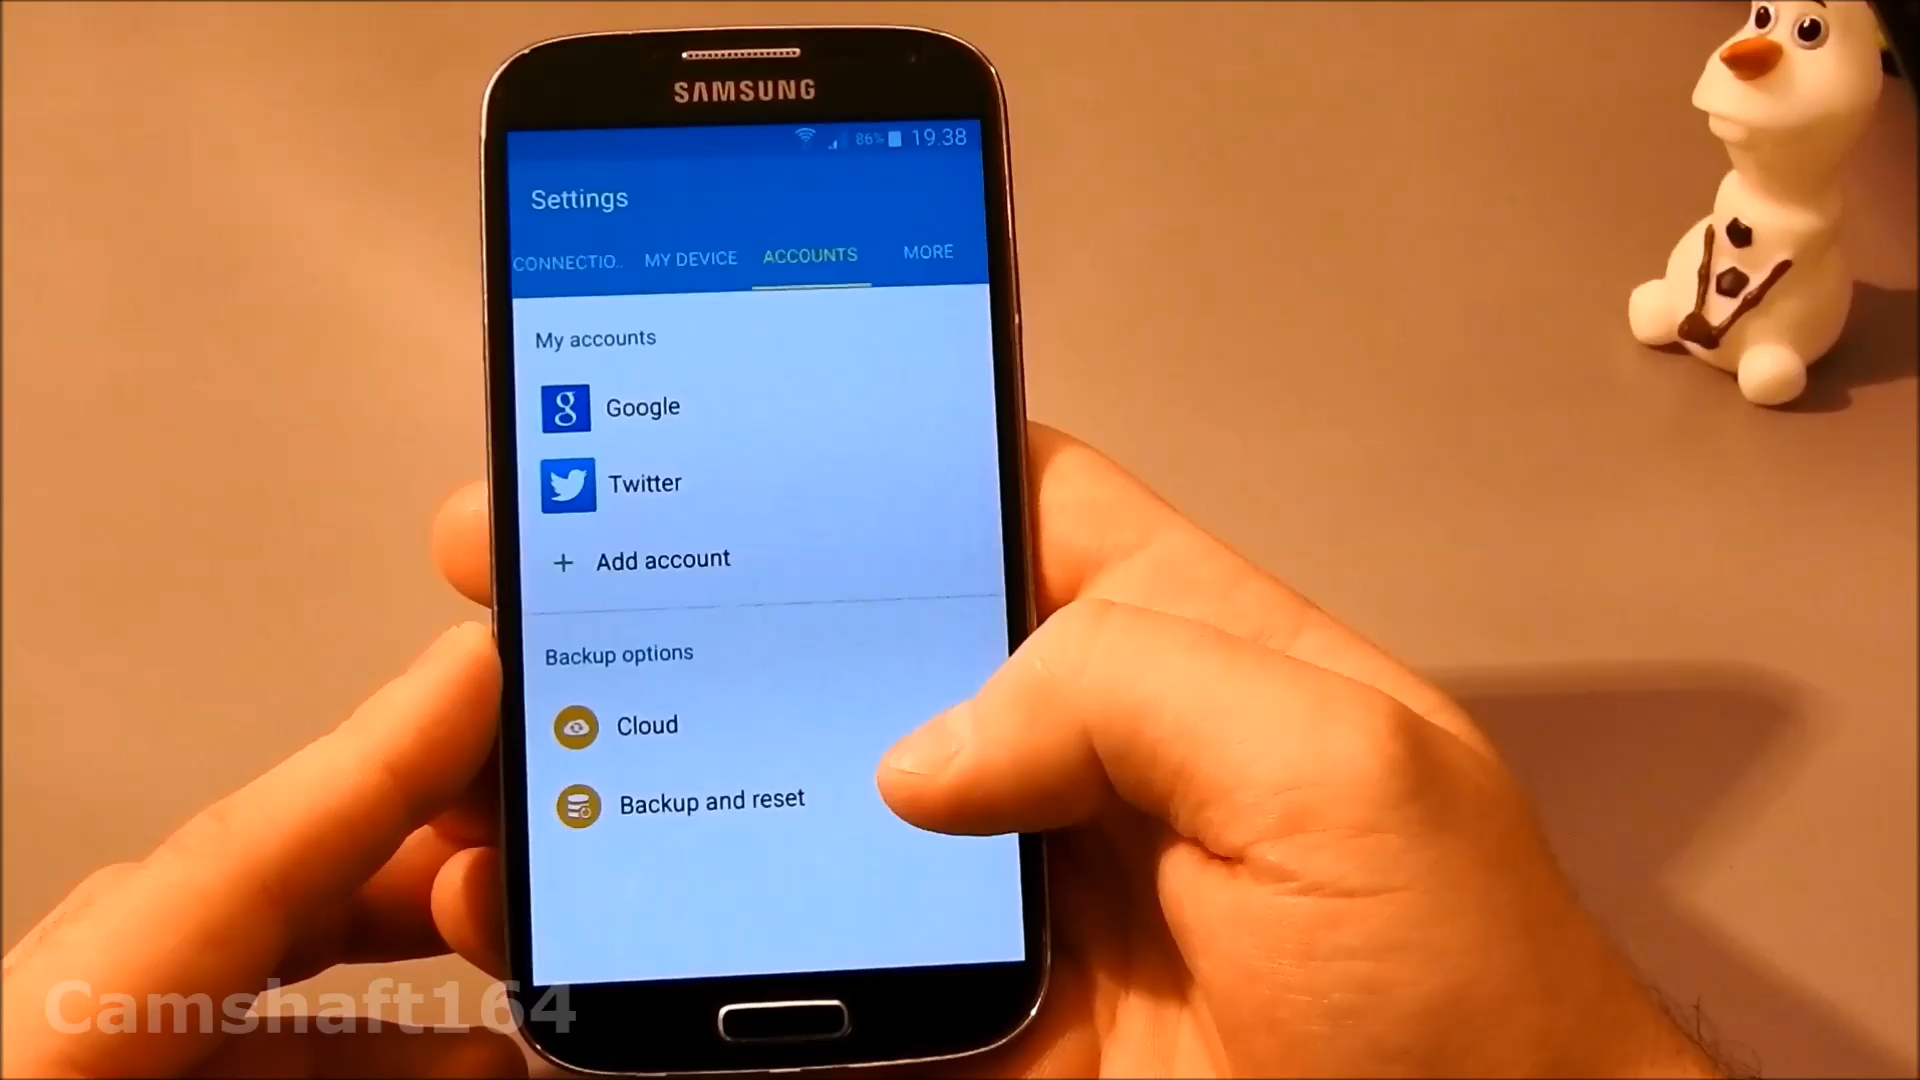 SAMSUNG
86% 19.38
Settings
CONNECTIO.. MY DEVICE ACCOUNTS MORE
My accounts
g Google
Twitter
+ Add account
Backup options
Cloud
Backup and reset
Camshaft164